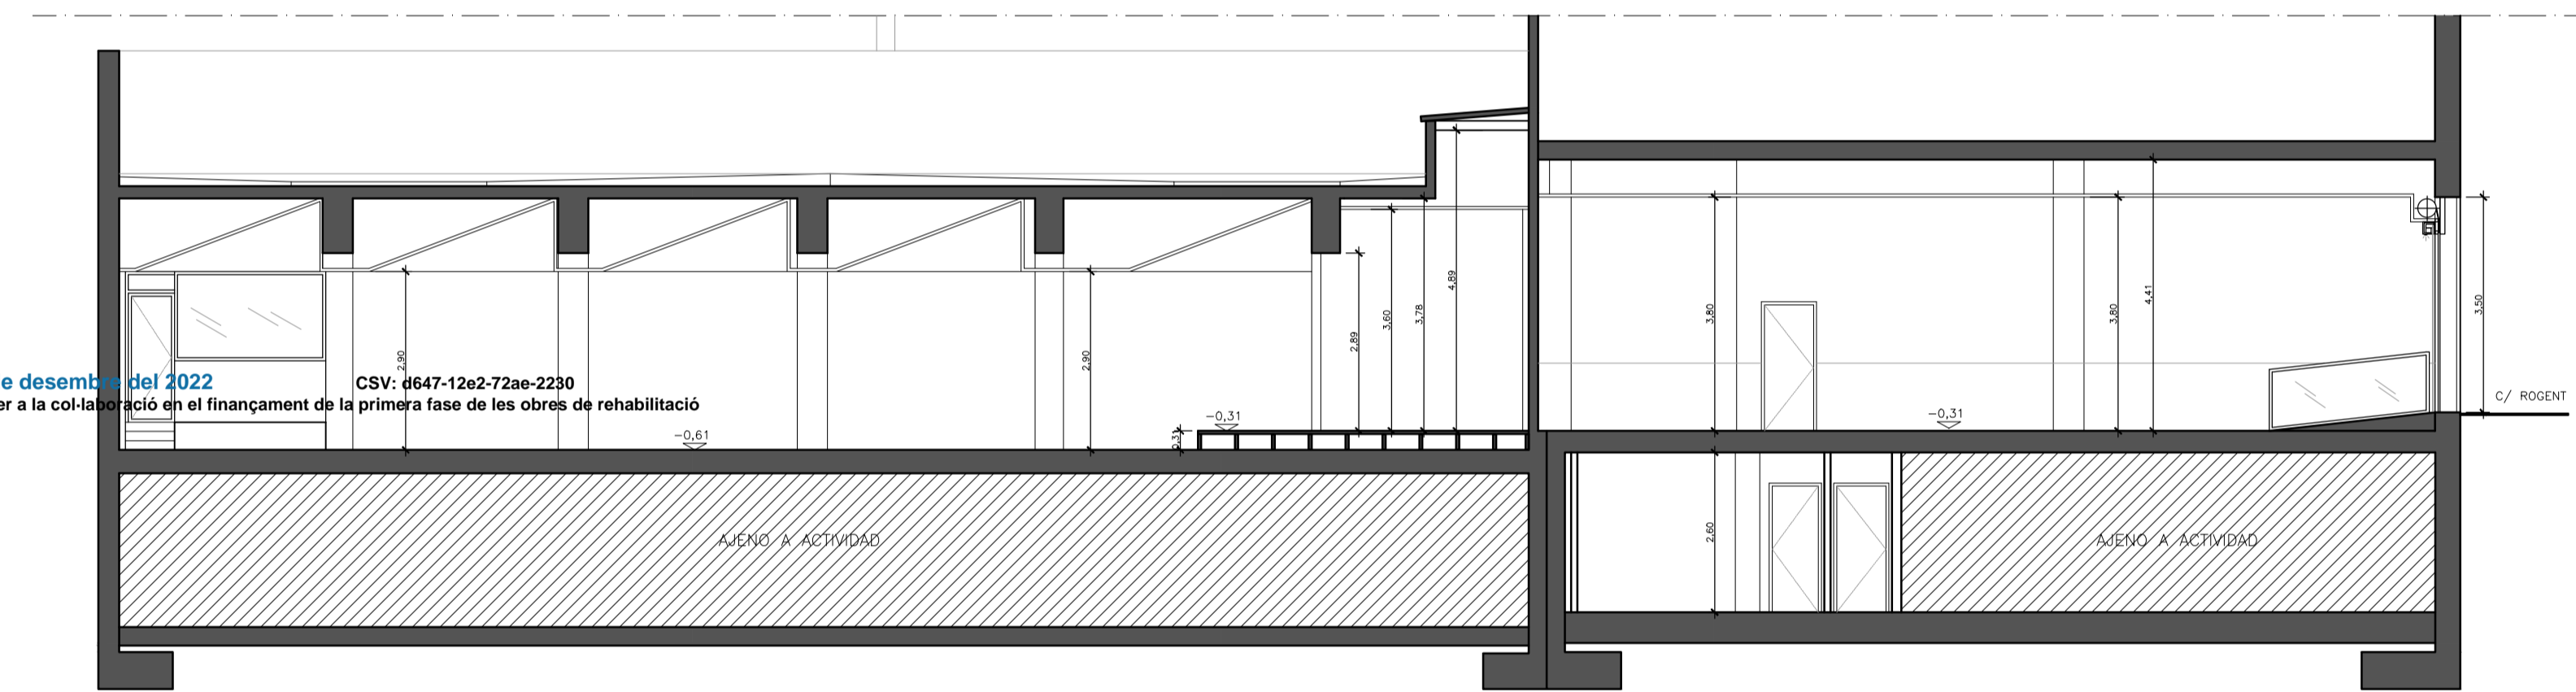 4,89
3,60
3,78
2,89
2,90
2,90
3,80
3,80
4,41
3,50
e desembre del 2022
CSV: d647-12e2-72ae-2230
er a la col·laboració en el finançament de la primera fase de les obres de rehabilitació
C/ ROGENT
-0,61
-0,31
0,31
-0,31
2,60
AJENO A ACTIVIDAD
AJENO A ACTIVIDAD